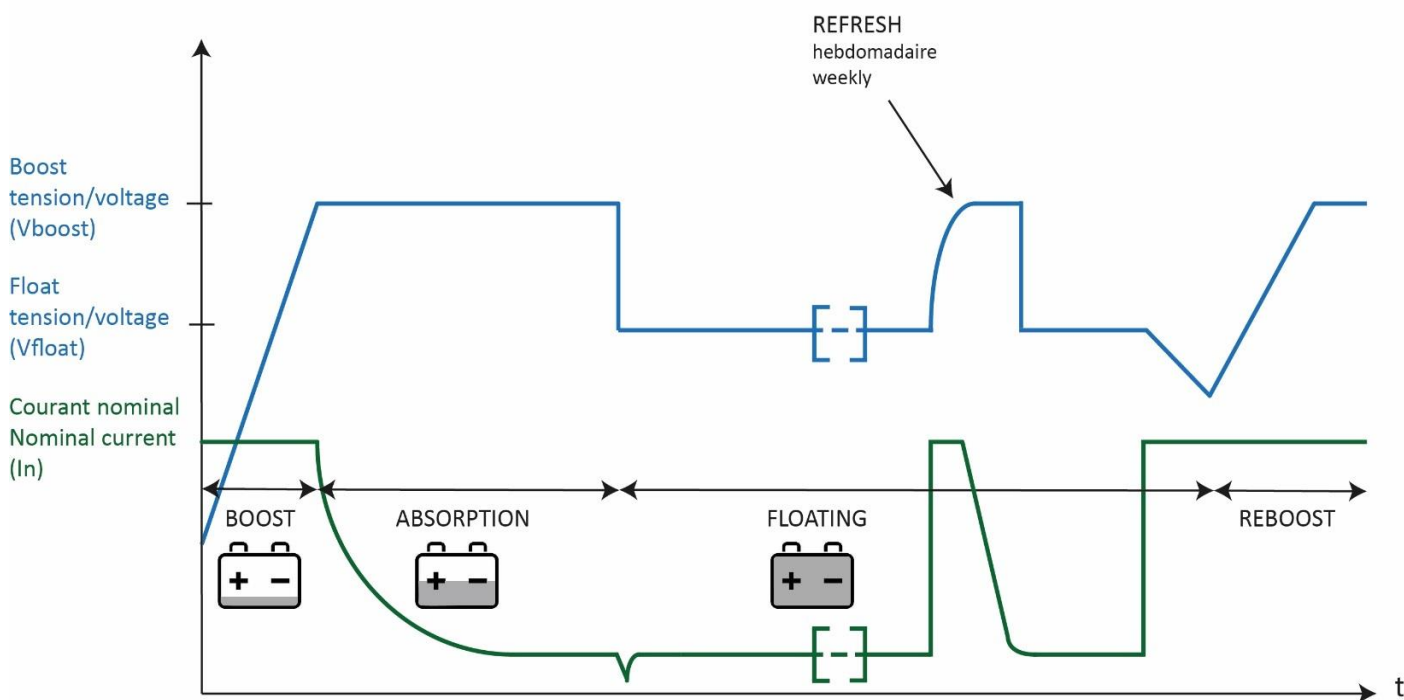 REFRESH
hebdomadaire
weekly
Boost
tension/voltage
(Vboost)
Float
tension/voltage
(Vfloat)
Courant nominal
Nominal current
(In)
BOOST
ABSORPTION
FLOATING
REBOOST
+ −
+ −
+ −
t